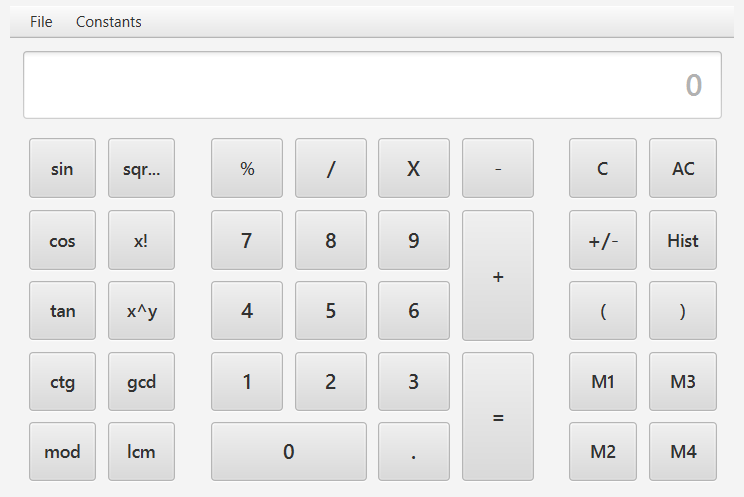 File Constants
0
sin sqr... % / X - C AC
cos x! 7 8 9 + +/- Hist
tan x^y 4 5 6 ( )
ctg gcd 1 2 3 = M1 M3
mod lcm 0 . M2 M4